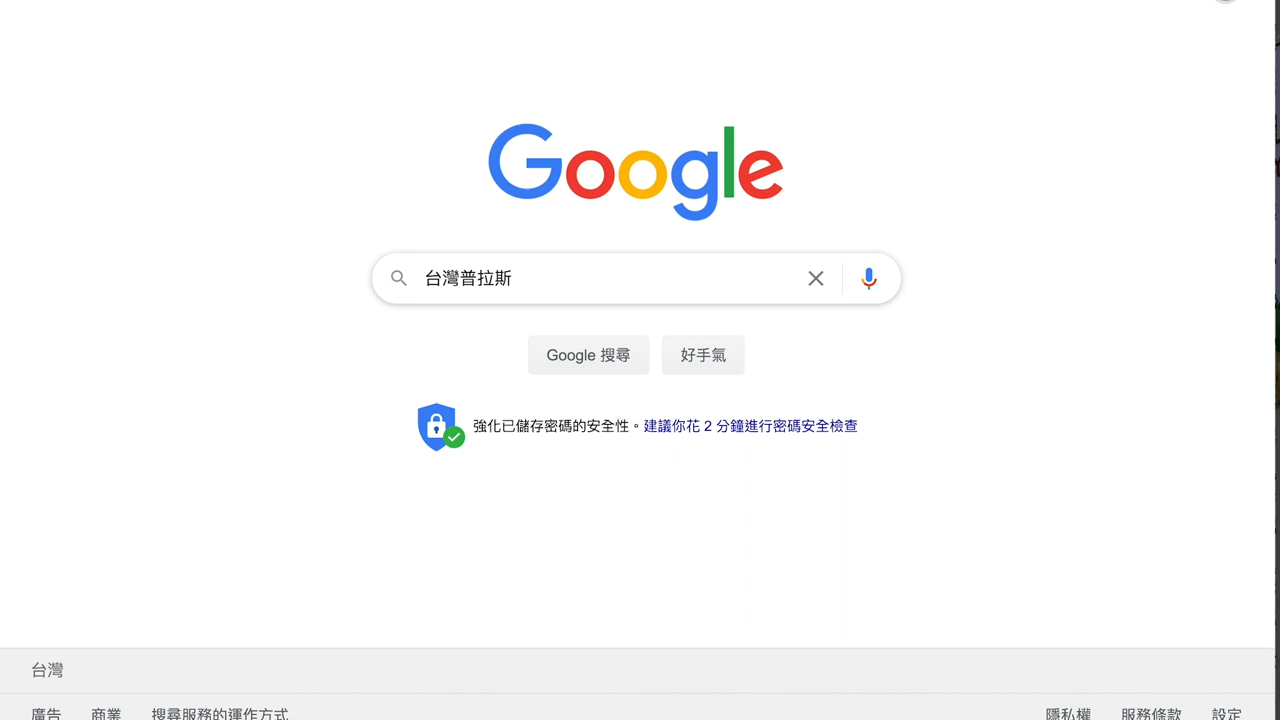 Google
台灣普拉斯
Google 搜尋
好手氣
強化已儲存密碼的安全性。建議你花 2 分鐘進行密碼安全檢查
台灣
廣告 商業 搜尋服務的運作方式 隱私權 服務條款 設定